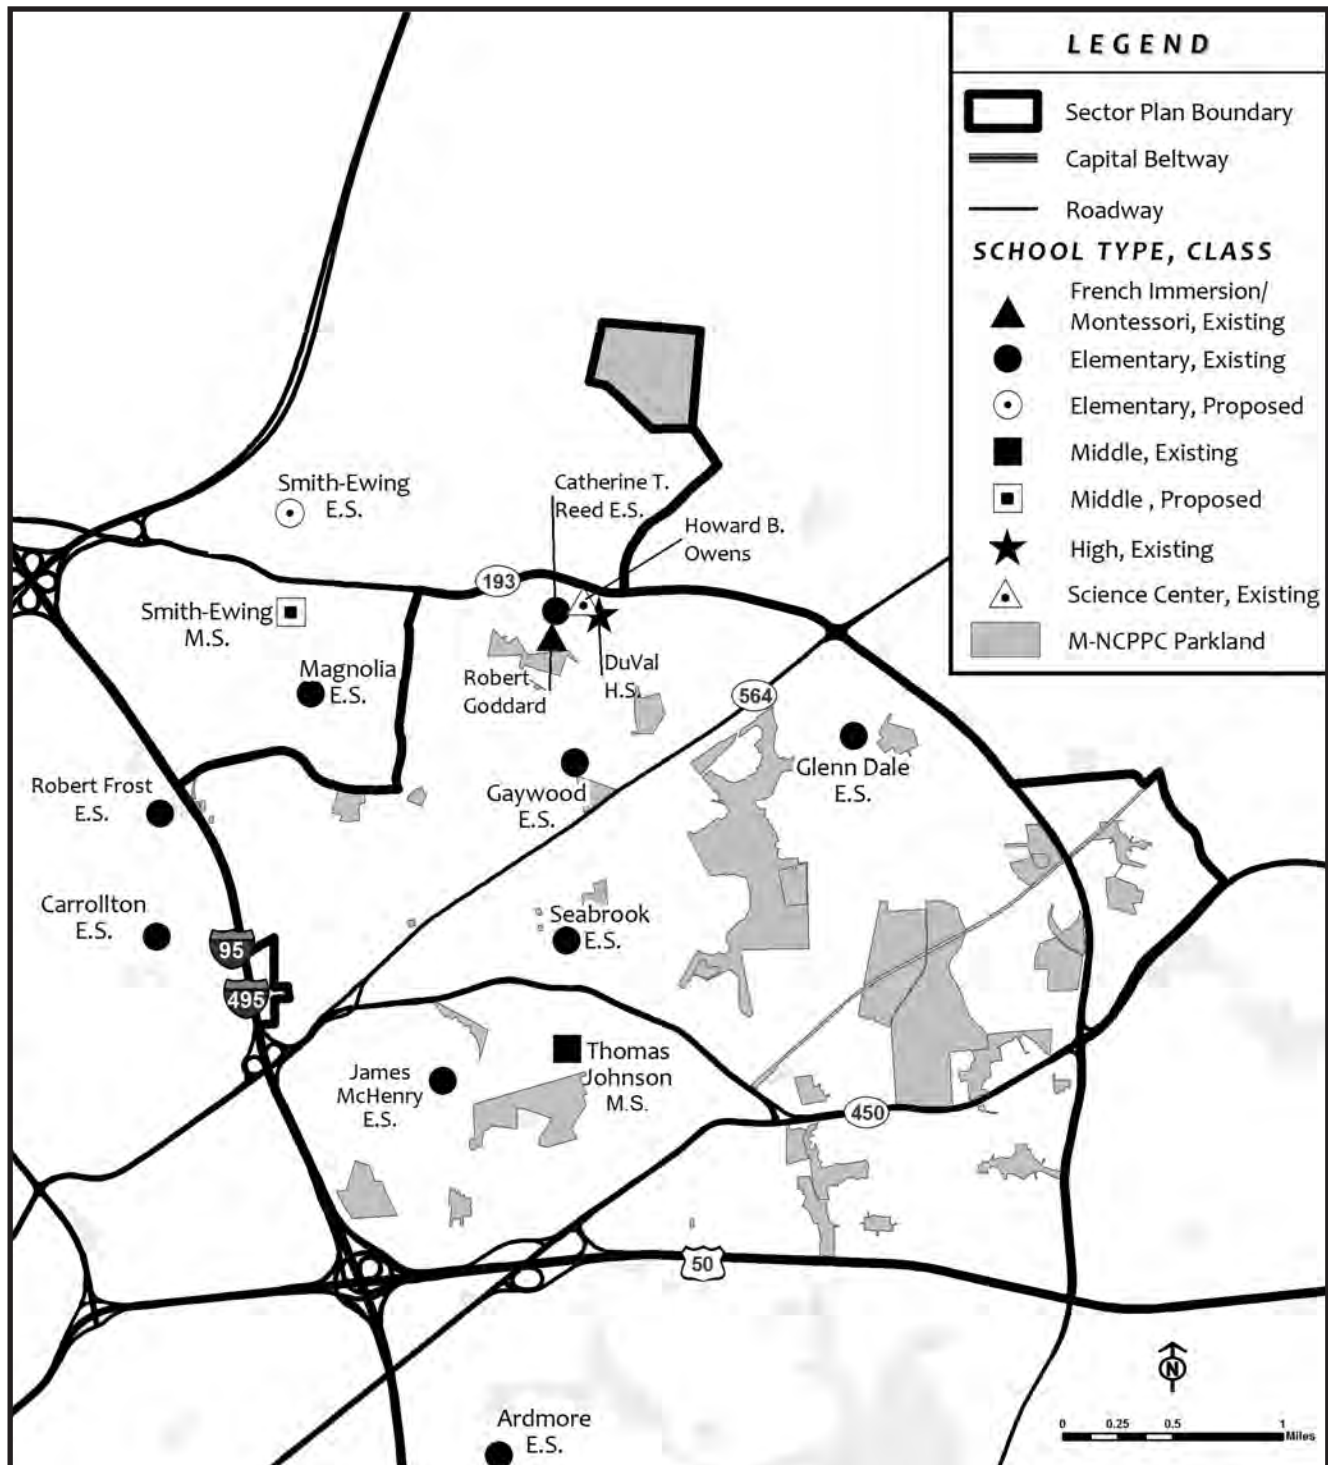 LEGEND
Sector Plan Boundary
Capital Beltway
Roadway
SCHOOL TYPE, CLASS
French Immersion/
Montessori, Existing
Elementary, Existing
Elementary, Proposed
Middle, Existing
Middle , Proposed
High, Existing
Science Center, Existing
M-NCPPC Parkland
Smith-Ewing
E.S.
Catherine T.
Reed E.S.
Howard B.
Owens
193
Smith-Ewing
M.S.
Magnolia
E.S.
Robert
Goddard
DuVal
H.S.
564
Glenn Dale
E.S.
Robert Frost
E.S.
Gaywood
E.S.
Carrollton
E.S.
95
495
Seabrook
E.S.
James
McHenry
E.S.
Thomas
Johnson
M.S.
450
50
N
0 0.25 0.5 1
Miles
Ardmore
E.S.